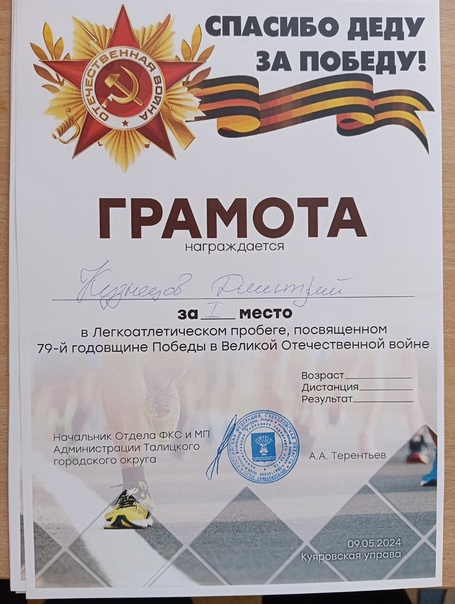 СПАСИБО ДЕДУ
ЗА ПОБЕДУ!
ОТЕЧЕСТВЕННАЯ ВОЙНА
ГРАМОТА
награждается
Кузнецов Дмитрий
за I место
в Легкоатлетическом пробеге, посвященном
79-й годовщине Победы в Великой Отечественной войне
Возраст
Дистанция
Результат
Начальник Отдела ФКС и МП
Администрации Талицкого
городского округа
А.А. Терентьев
09.05.2024
Куяровская управа